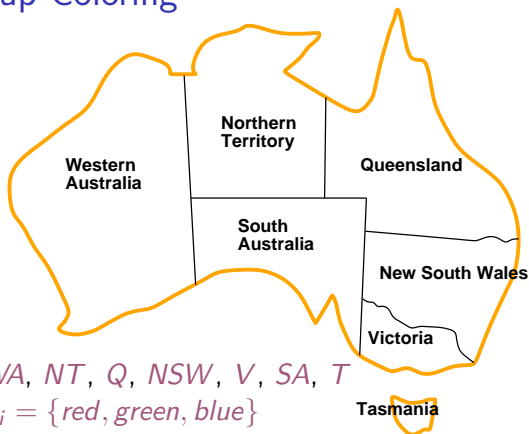 Coloring
Northern
Territory
Western
Australia
Queensland
South
Australia
New South Wales
Victoria
NT, Q, NSW, V, SA, T
= {red, green, blue}
Tasmania